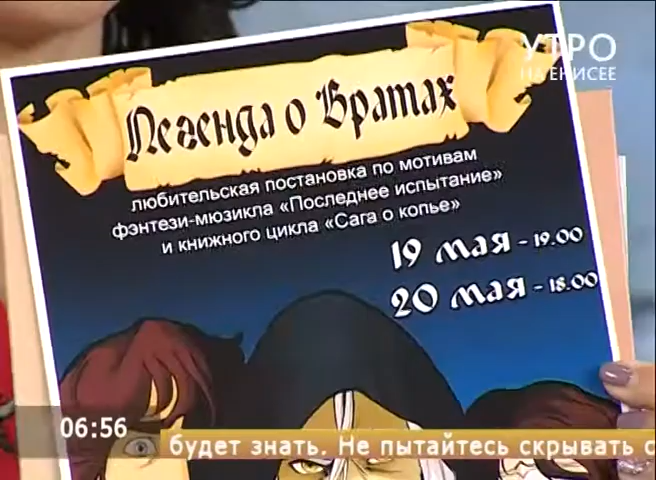 УТРО
НА ЕНИСЕЕ
Легенда о Братах
любительская постановка по мотивам
фэнтези-мюзикла «Последнее испытание»
и книжного цикла «Сага о копье»
19 мая - 19.00
20 мая - 18.00
06:56
будет знать. Не пытайтесь скрывать с